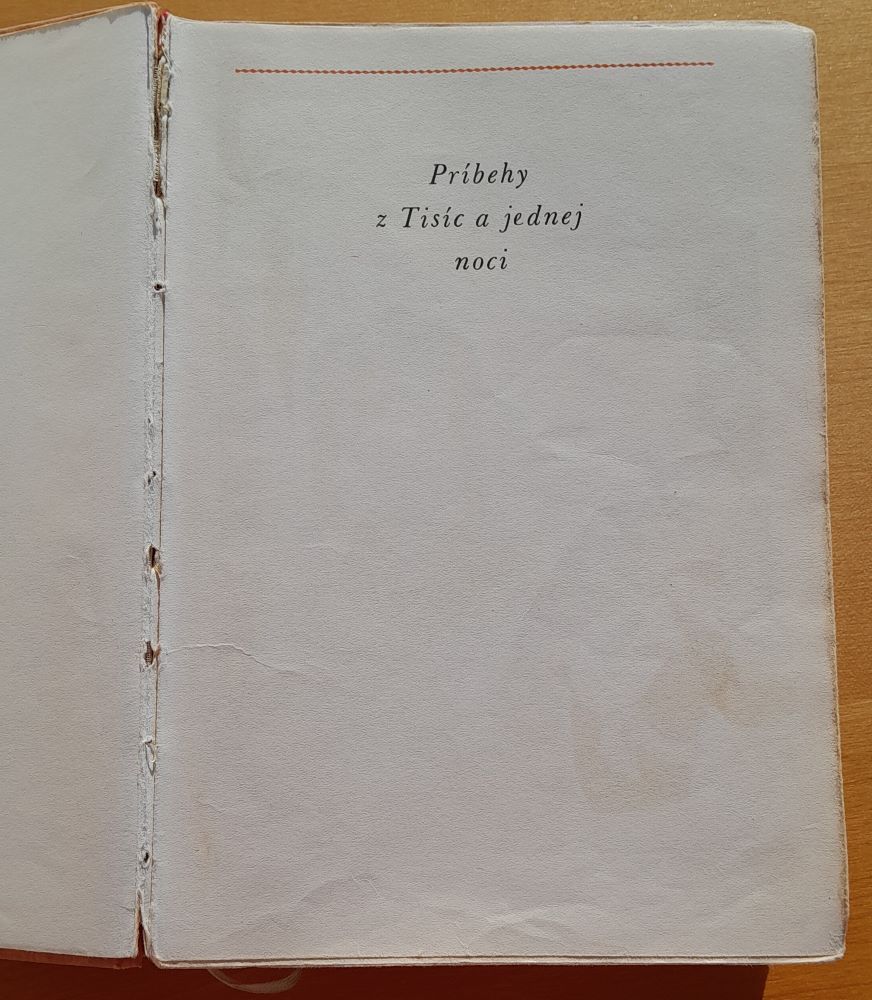 Príbehy
z Tisíc a jednej
noci